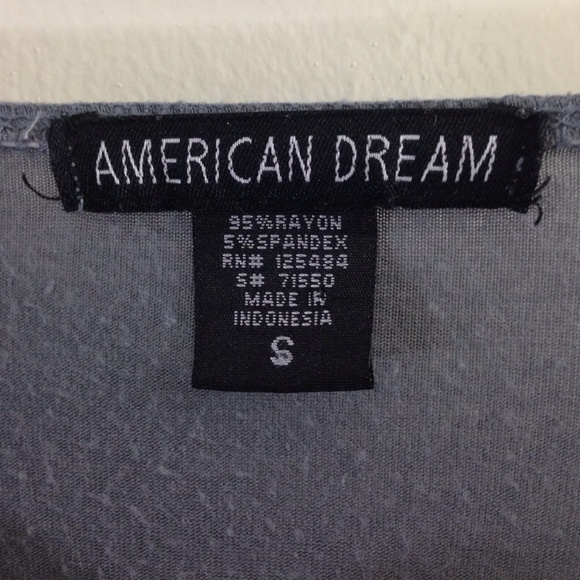 AMERICAN DREAM
95%RAYON
5%SPANDEX
RN# 125484
S# 71550
MADE IN
INDONESIA
S